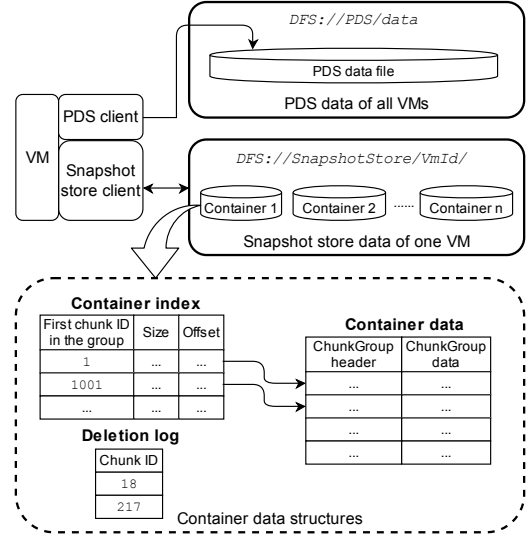 DFS://PDS/data
PDS data file
PDS data of all VMs
VM
PDS client
Snapshot
store client
DFS://SnapshotStore/VmId/
Container 1
Container 2
......
Container n
Snapshot store data of one VM
Container index
First chunk ID
in the group
Size
Offset
1
...
...
1001
...
...
...
...
...
Container data
ChunkGroup
header
ChunkGroup
data
...
...
...
...
...
...
...
...
Deletion log
Chunk ID
18
217
Container data structures